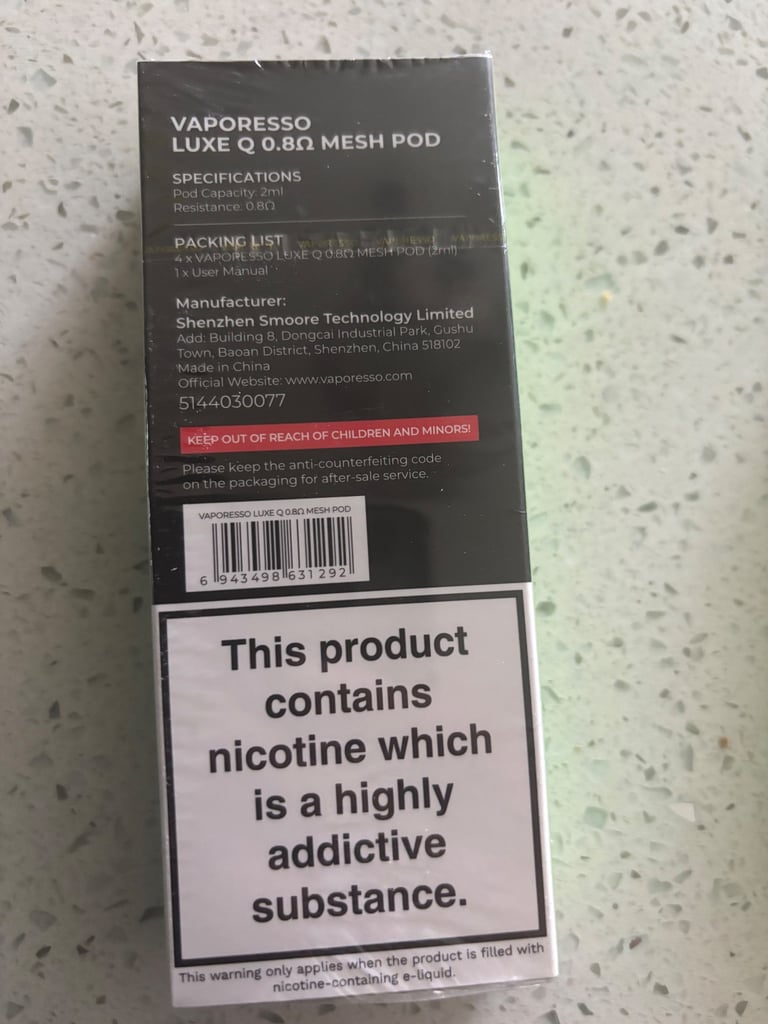 VAPORESSO
LUXE Q 0.8Ω MESH POD
SPECIFICATIONS
Pod Capacity: 2ml
Resistance: 0.8Ω
PACKING LIST
4 x VAPORESSO LUXE Q 0.8Ω MESH POD (2ml)
1 x User Manual
Manufacturer:
Shenzhen Smoore Technology Limited
Add: Building 8, Dongcai Industrial Park, Gushu
Town, Baoan District, Shenzhen, China 518102
Made in China
Official Website: www.vaporesso.com
5144030077
KEEP OUT OF REACH OF CHILDREN AND MINORS!
Please keep the anti-counterfeiting code
on the packaging for after-sale service.
VAPORESSO LUXE Q 0.8Ω MESH POD
6 943498 631292
This product
contains
nicotine which
is a highly
addictive
substance.
This warning only applies when the product is filled with
nicotine-containing e-liquid.